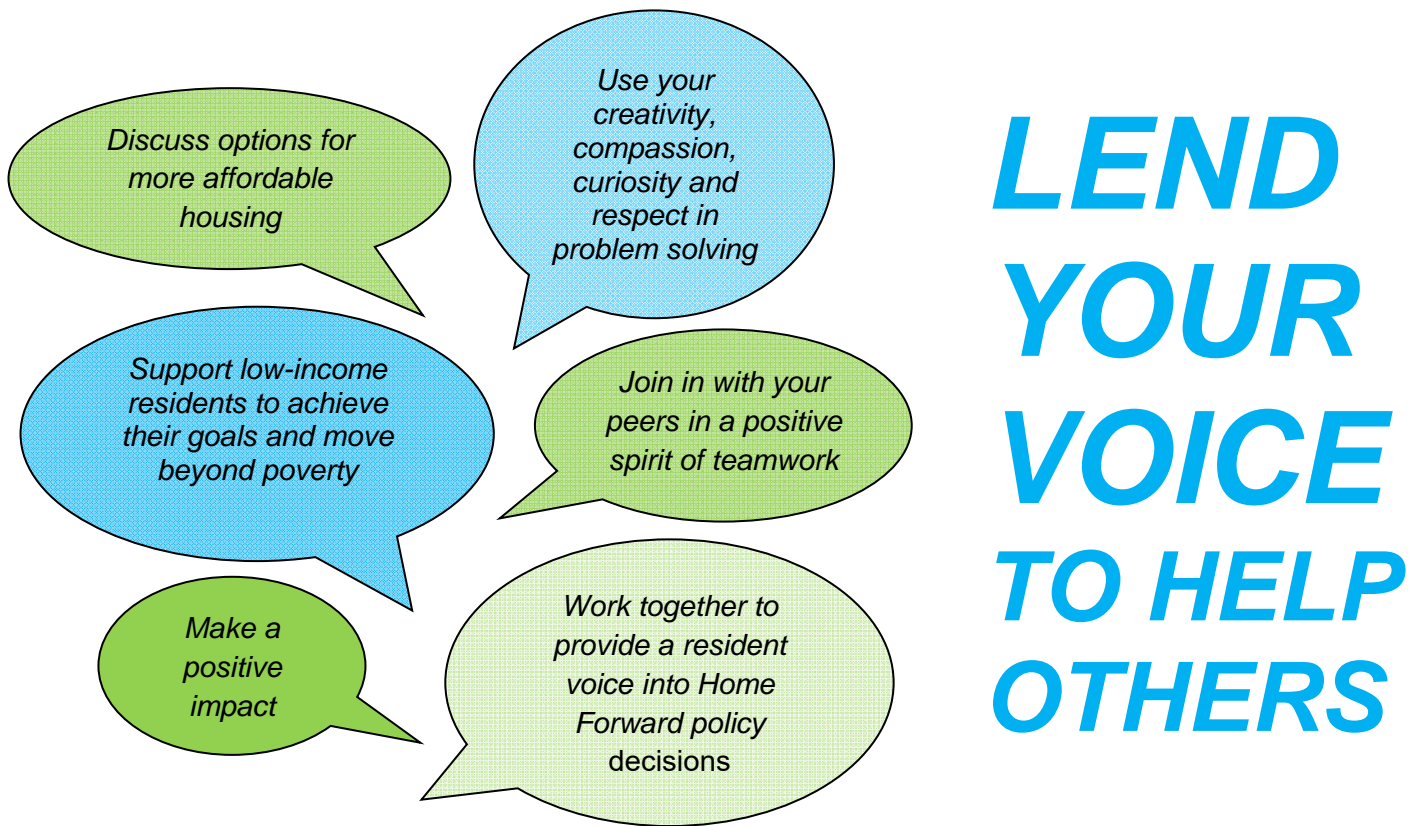 Discuss options for
more affordable
housing
Use your
creativity,
compassion,
curiosity and
respect in
problem solving
Support low-income
residents to achieve
their goals and move
beyond poverty
Join in with your
peers in a positive
spirit of teamwork
Make a
positive
impact
Work together to
provide a resident
voice into Home
Forward policy
decisions
LEND
YOUR
VOICE
TO HELP
OTHERS